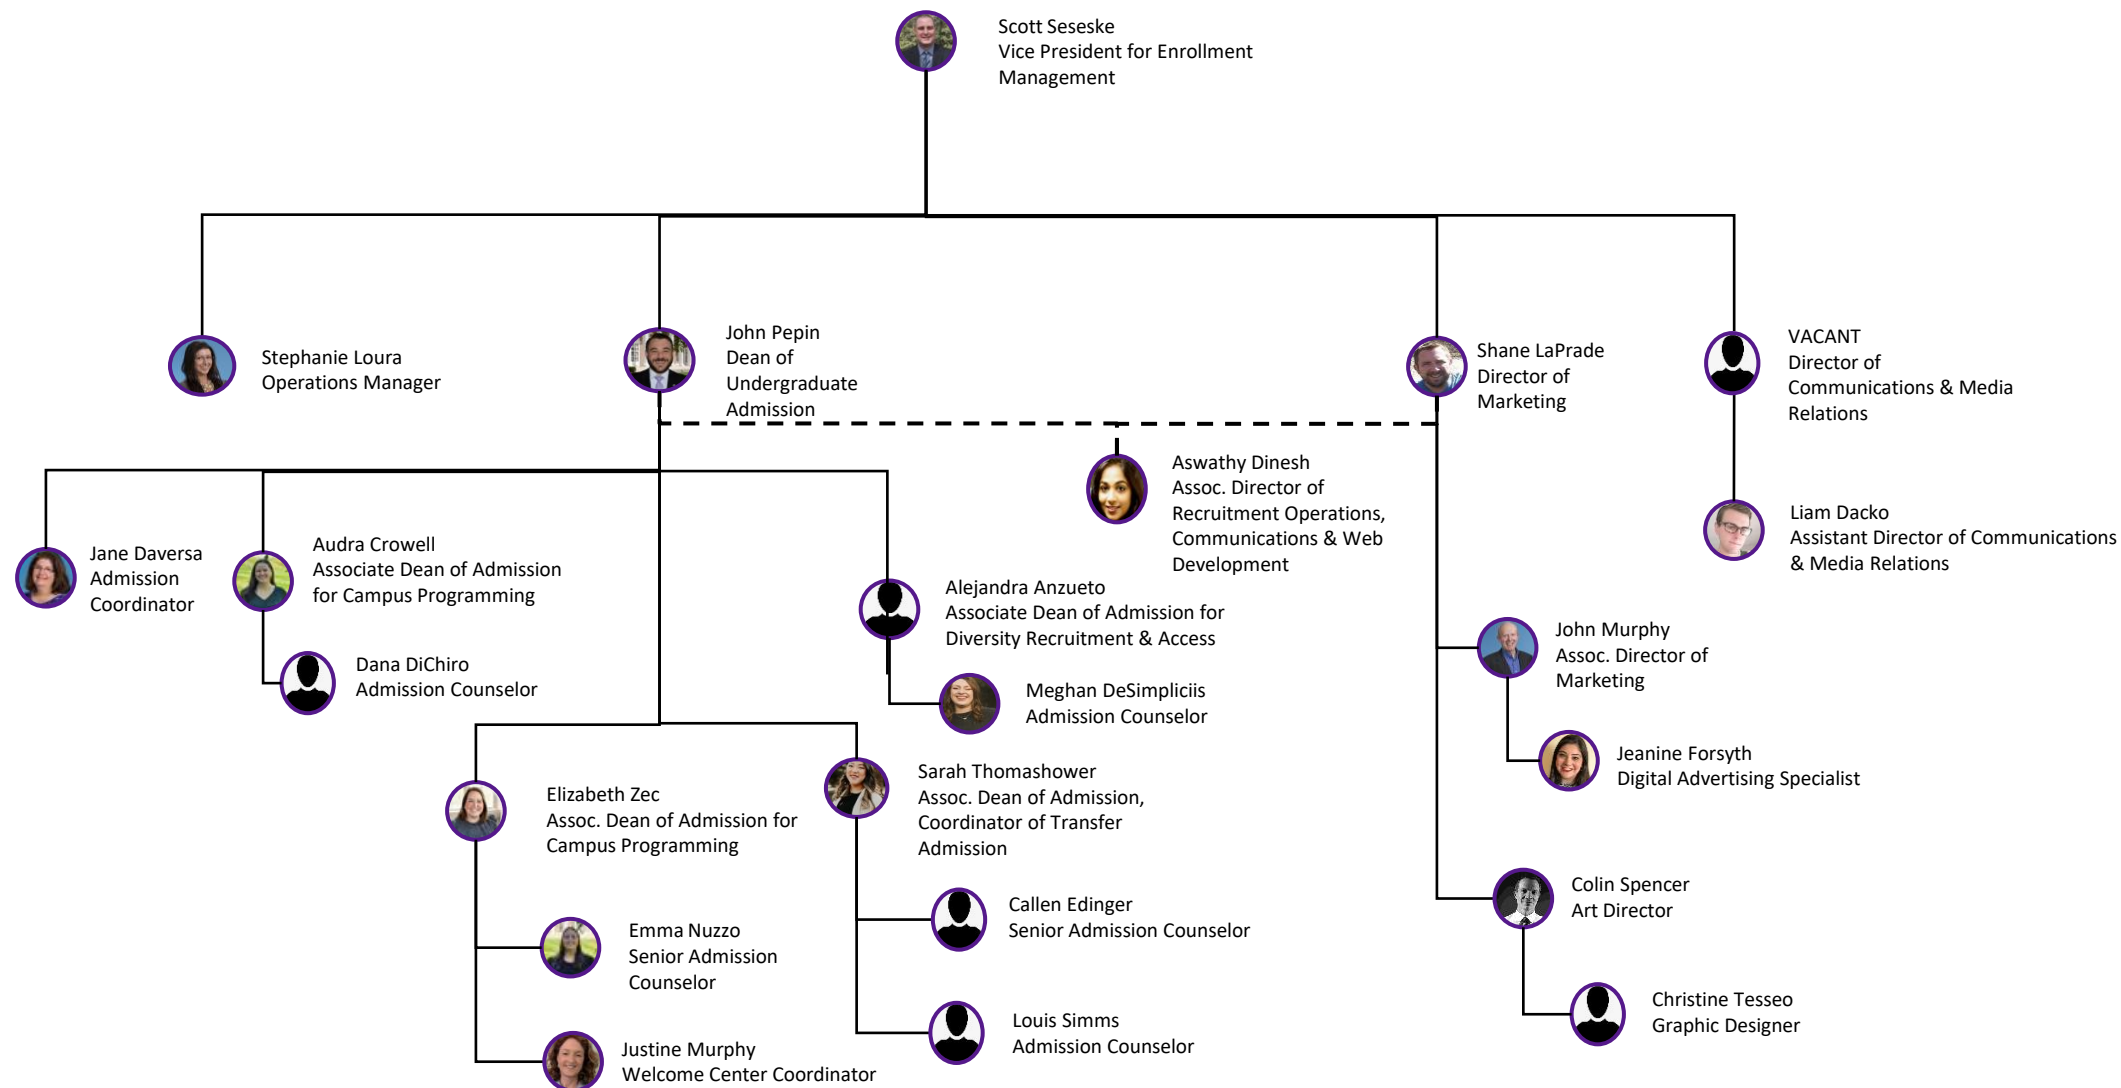 Scott Seseske
Vice President for Enrollment
Management
Stephanie Loura
Operations Manager
John Pepin
Dean of
Undergraduate
Admission
Shane LaPrade
Director of
Marketing
VACANT
Director of
Communications & Media
Relations
Aswathy Dinesh
Assoc. Director of
Recruitment Operations,
Communications & Web
Development
Liam Dacko
Assistant Director of Communications
& Media Relations
Jane Daversa
Admission
Coordinator
Audra Crowell
Associate Dean of Admission
for Campus Programming
Alejandra Anzueto
Associate Dean of Admission for
Diversity Recruitment & Access
Dana DiChiro
Admission Counselor
Meghan DeSimpliciis
Admission Counselor
John Murphy
Assoc. Director of
Marketing
Jeanine Forsyth
Digital Advertising Specialist
Elizabeth Zec
Assoc. Dean of Admission for
Campus Programming
Sarah Thomashower
Assoc. Dean of Admission,
Coordinator of Transfer
Admission
Colin Spencer
Art Director
Emma Nuzzo
Senior Admission
Counselor
Callen Edinger
Senior Admission Counselor
Christine Tesseo
Graphic Designer
Justine Murphy
Welcome Center Coordinator
Louis Simms
Admission Counselor